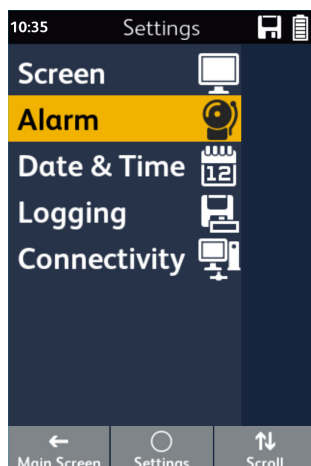 10:35 Settings
Screen
Alarm
Date & Time
12
Logging
Connectivity
Main Screen Settings Scroll